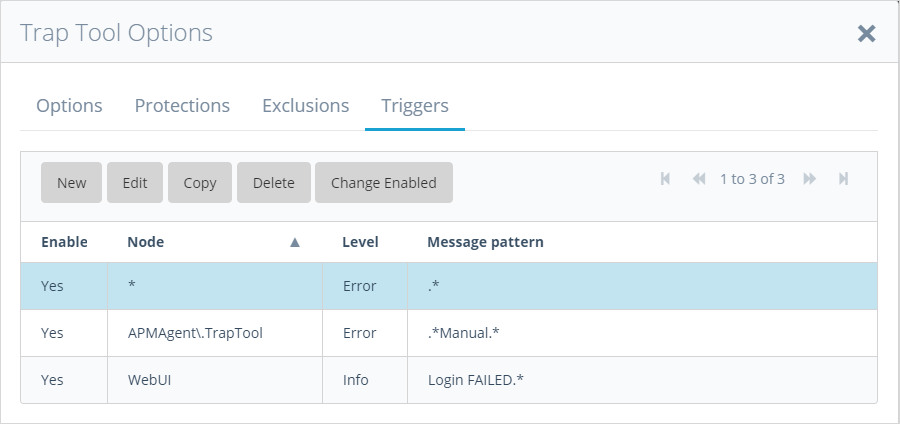 Trap Tool Options
Options Protections Exclusions Triggers
New Edit Copy Delete Change Enabled 1 to 3 of 3
Enable Node Level Message pattern
Yes * Error .*
Yes APMAgent\.TrapTool Error .*Manual.*
Yes WebUI Info Login FAILED.*